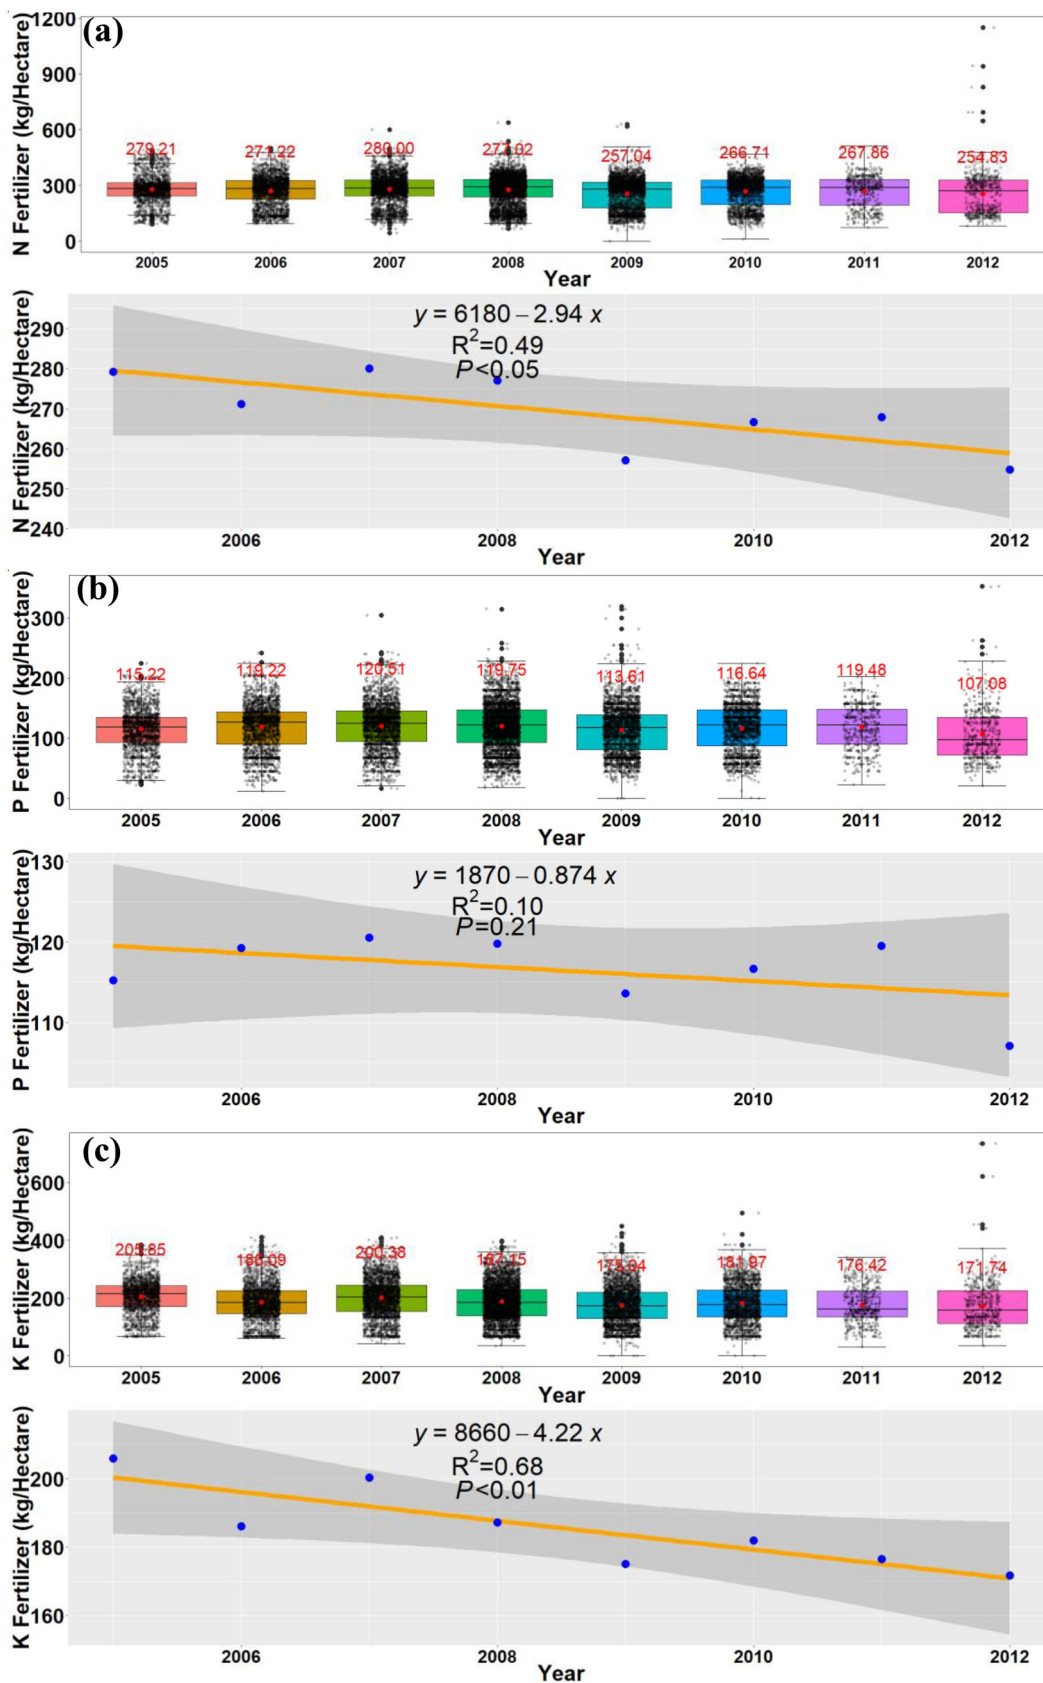 (a)
N Fertilizer (kg/Hectare)
1200
900
600
300
0
279.21 271.22 280.00 277.02 257.04 266.71 267.86 254.83
2005 2006 2007 2008 2009 2010 2011 2012
Year
N Fertilizer (kg/Hectare)
y = 6180 – 2.94 x
R²=0.49
P<0.05
290
280
270
260
250
240
2006 2008 2010 2012
Year
(b)
P Fertilizer (kg/Hectare)
300
200
100
0
115.22 119.22 120.51 119.75 113.61 116.64 119.48 107.08
2005 2006 2007 2008 2009 2010 2011 2012
Year
P Fertilizer (kg/Hectare)
y = 1870 – 0.874 x
R²=0.10
P=0.21
130
120
110
2006 2008 2010 2012
Year
(c)
K Fertilizer (kg/Hectare)
600
400
200
0
205.85 186.09 200.38 187.15 181.97 176.42 171.74
2005 2006 2007 2008 2009 2010 2011 2012
Year
K Fertilizer (kg/Hectare)
y = 8660 – 4.22 x
R²=0.68
P<0.01
200
180
160
2006 2008 2010 2012
Year